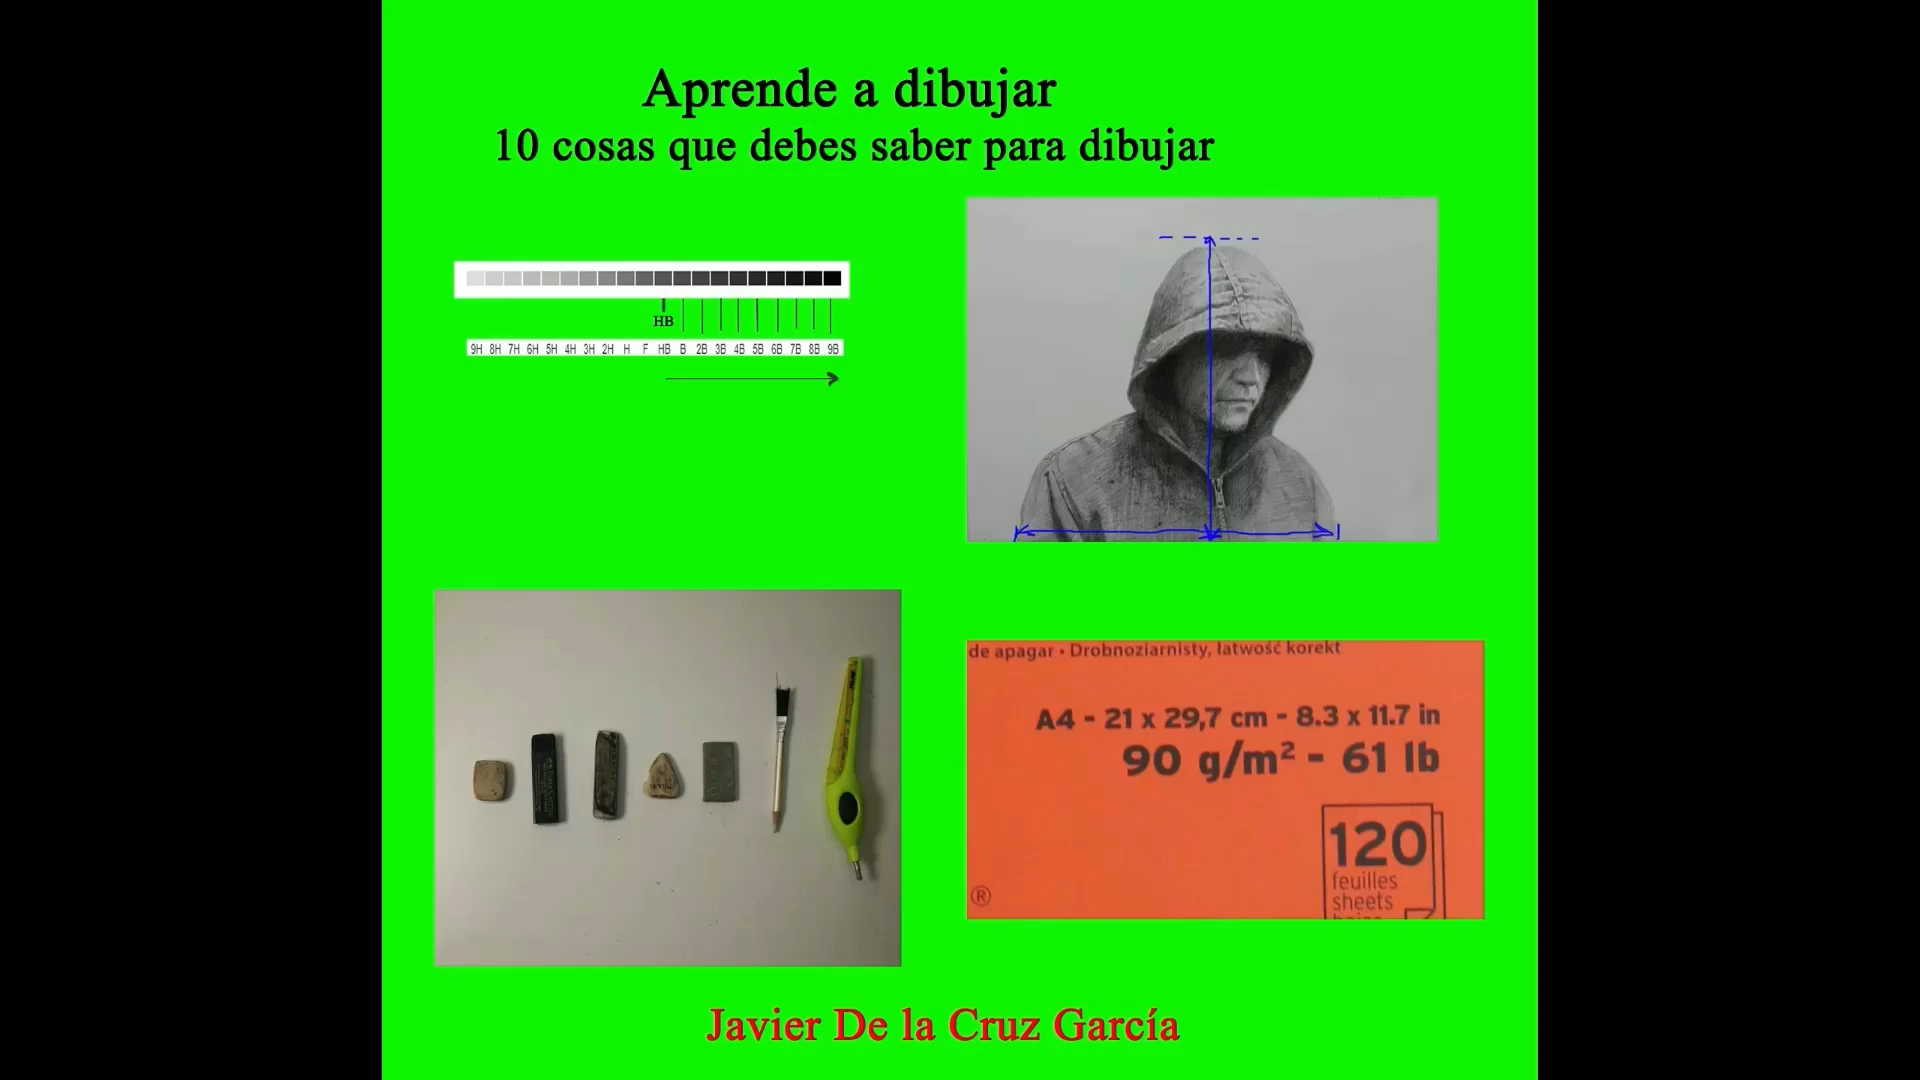 Aprende a dibujar
10 cosas que debes saber para dibujar
HB
9H 8H 7H 6H 5H 4H 3H 2H H F HB B 2B 3B 4B 5B 6B 7B 8B 9B
de apagar • Drobnoziarnisty, łatwość korekt
A4 - 21 x 29,7 cm - 8.3 x 11.7 in
90 g/m² - 61 lb
120
feuilles
sheets
®
Javier De la Cruz García